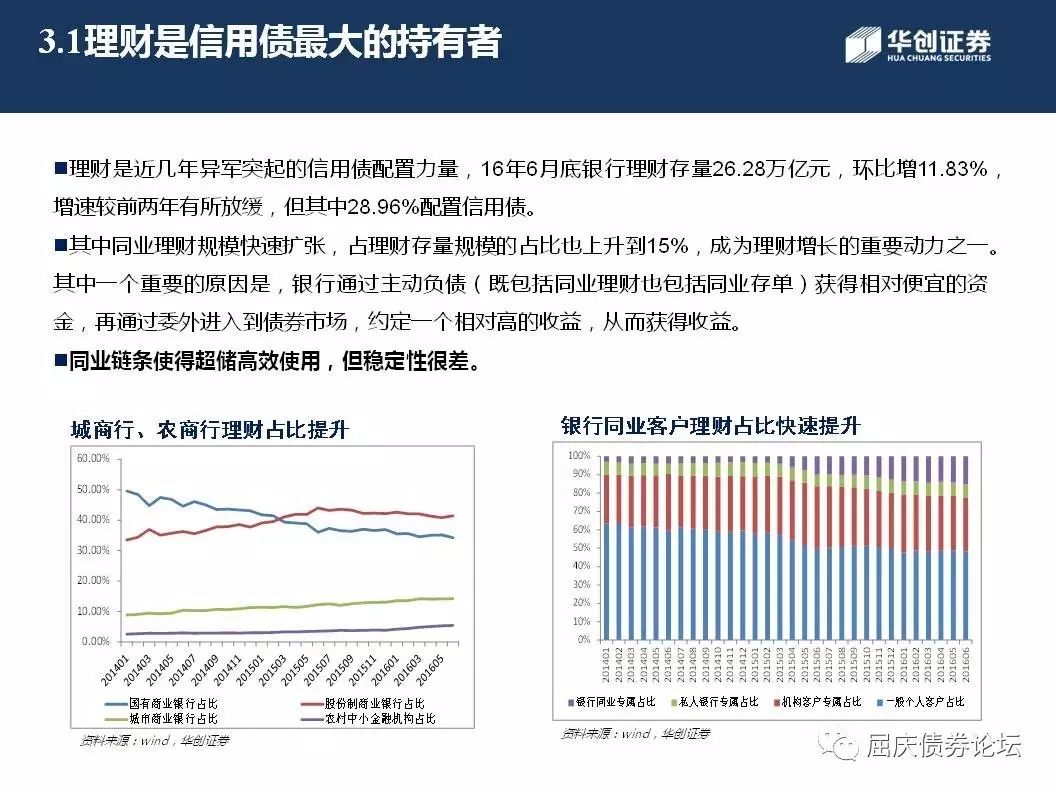 3.1理财是信用债最大的持有者
华创证券
HUA CHUANG SECURITIES
■理财是近几年异军突起的信用债配置力量，16年6月底银行理财存量26.28万亿元，环比增11.83%，
增速较前两年有所放缓，但其中28.96%配置信用债。
■其中同业理财规模快速扩张，占理财存量规模的占比也上升到15%，成为理财增长的重要动力之一。
其中一个重要的原因是，银行通过主动负债（既包括同业理财也包括同业存单）获得相对便宜的资
金，再通过委外进入到债券市场，约定一个相对高的收益，从而获得收益。
■同业链条使得超储高效使用，但稳定性很差。
城商行、农商行理财占比提升
60.00%
50.00%
40.00%
30.00%
20.00%
10.00%
0.00%
201401 201403 201405 201407 201409 201411 201501 201503 201505 201507 201509 201511 201601 201603 201605
国有商业银行占比 股份制商业银行占比
城市商业银行占比 农村中小金融机构占比
资料来源：wind，华创证券
银行同业客户理财占比快速提升
100%
90%
80%
70%
60%
50%
40%
30%
20%
10%
0%
201401 201402 201403 201404 201405 201406 201407 201408 201409 201410 201411 201412 201501 201502 201503 201504 201505 201506 201507 201508 201509 201510 201511 201512 201601 201602 201603 201604 201605 201606
银行同业专属占比 私人银行专属占比 机构客户专属占比 一般个人客户占比
资料来源：wind，华创证券
屈庆债券论坛